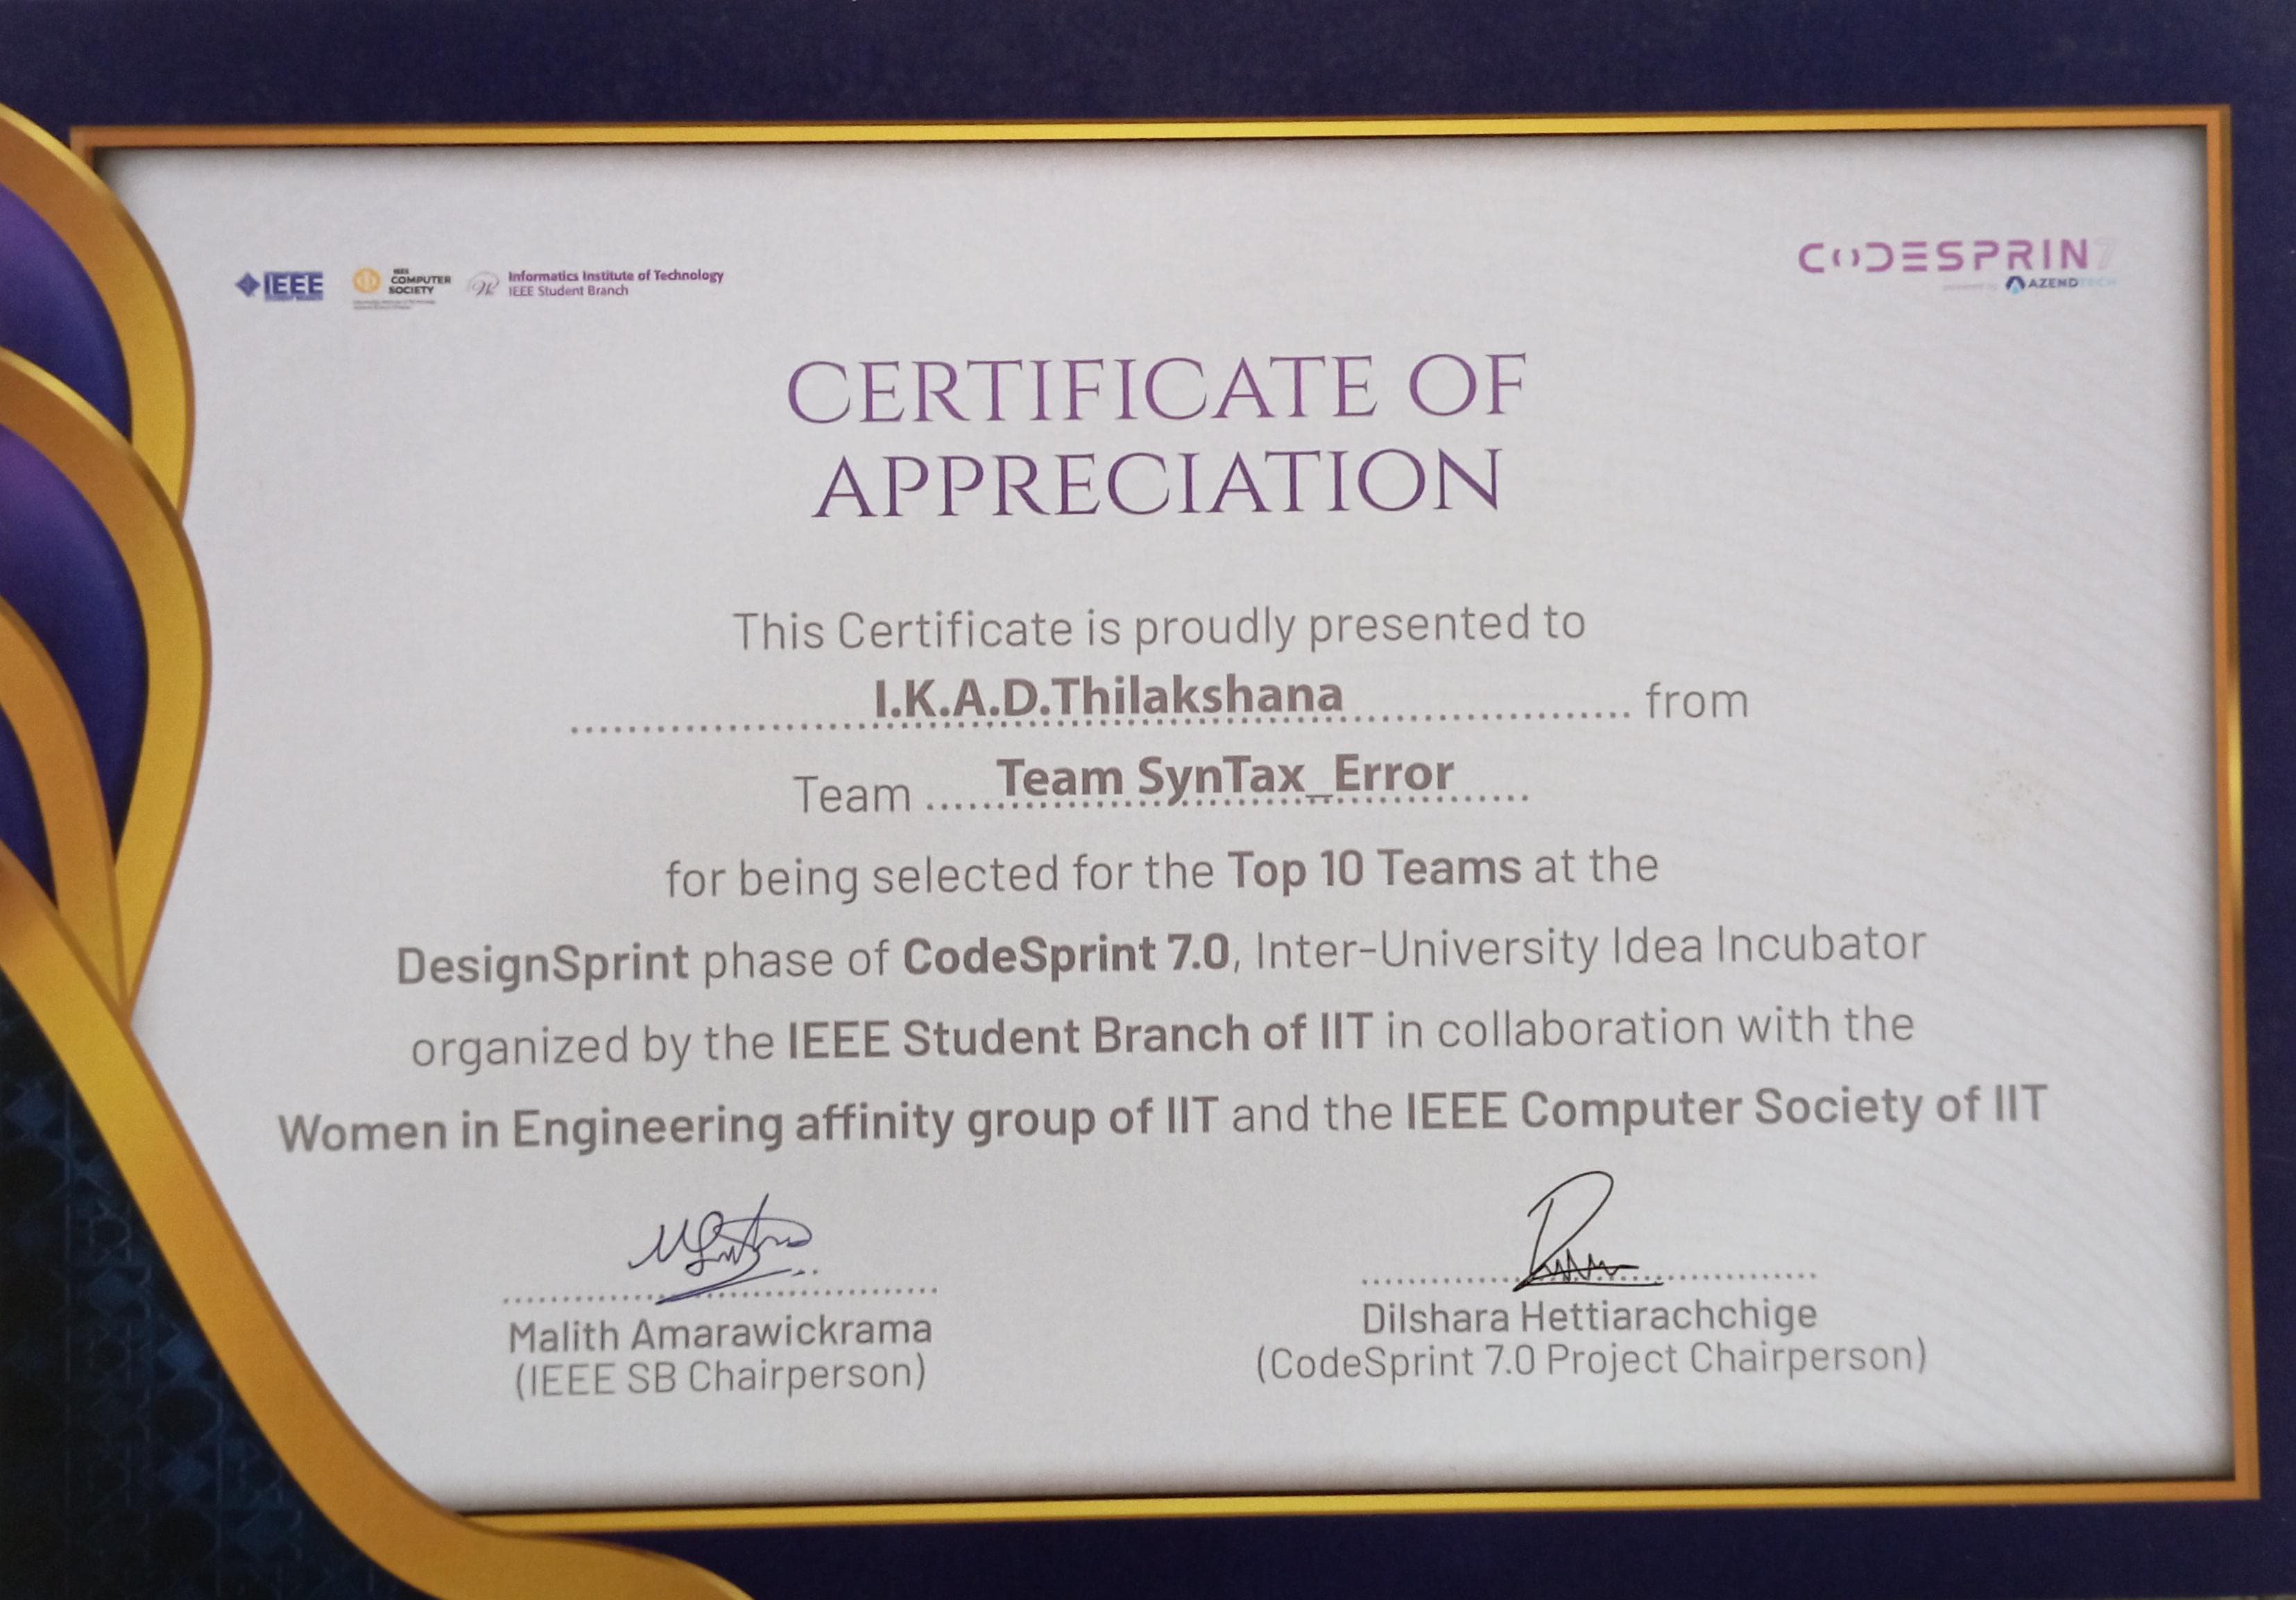 IEEE
IEEE
COMPUTER
SOCIETY
Informatics Institute of Technology
IEEE Student Branch
CODESPRIN7
AZENDTECH
CERTIFICATE OF
APPRECIATION
This Certificate is proudly presented to
I.K.A.D.Thilakshana from
Team Team SynTax_Error
for being selected for the Top 10 Teams at the
DesignSprint phase of CodeSprint 7.0, Inter-University Idea Incubator
organized by the IEEE Student Branch of IIT in collaboration with the
Women in Engineering affinity group of IIT and the IEEE Computer Society of IIT
Malith Amarawickrama
(IEEE SB Chairperson)
Dilshara Hettiarachchige
(CodeSprint 7.0 Project Chairperson)